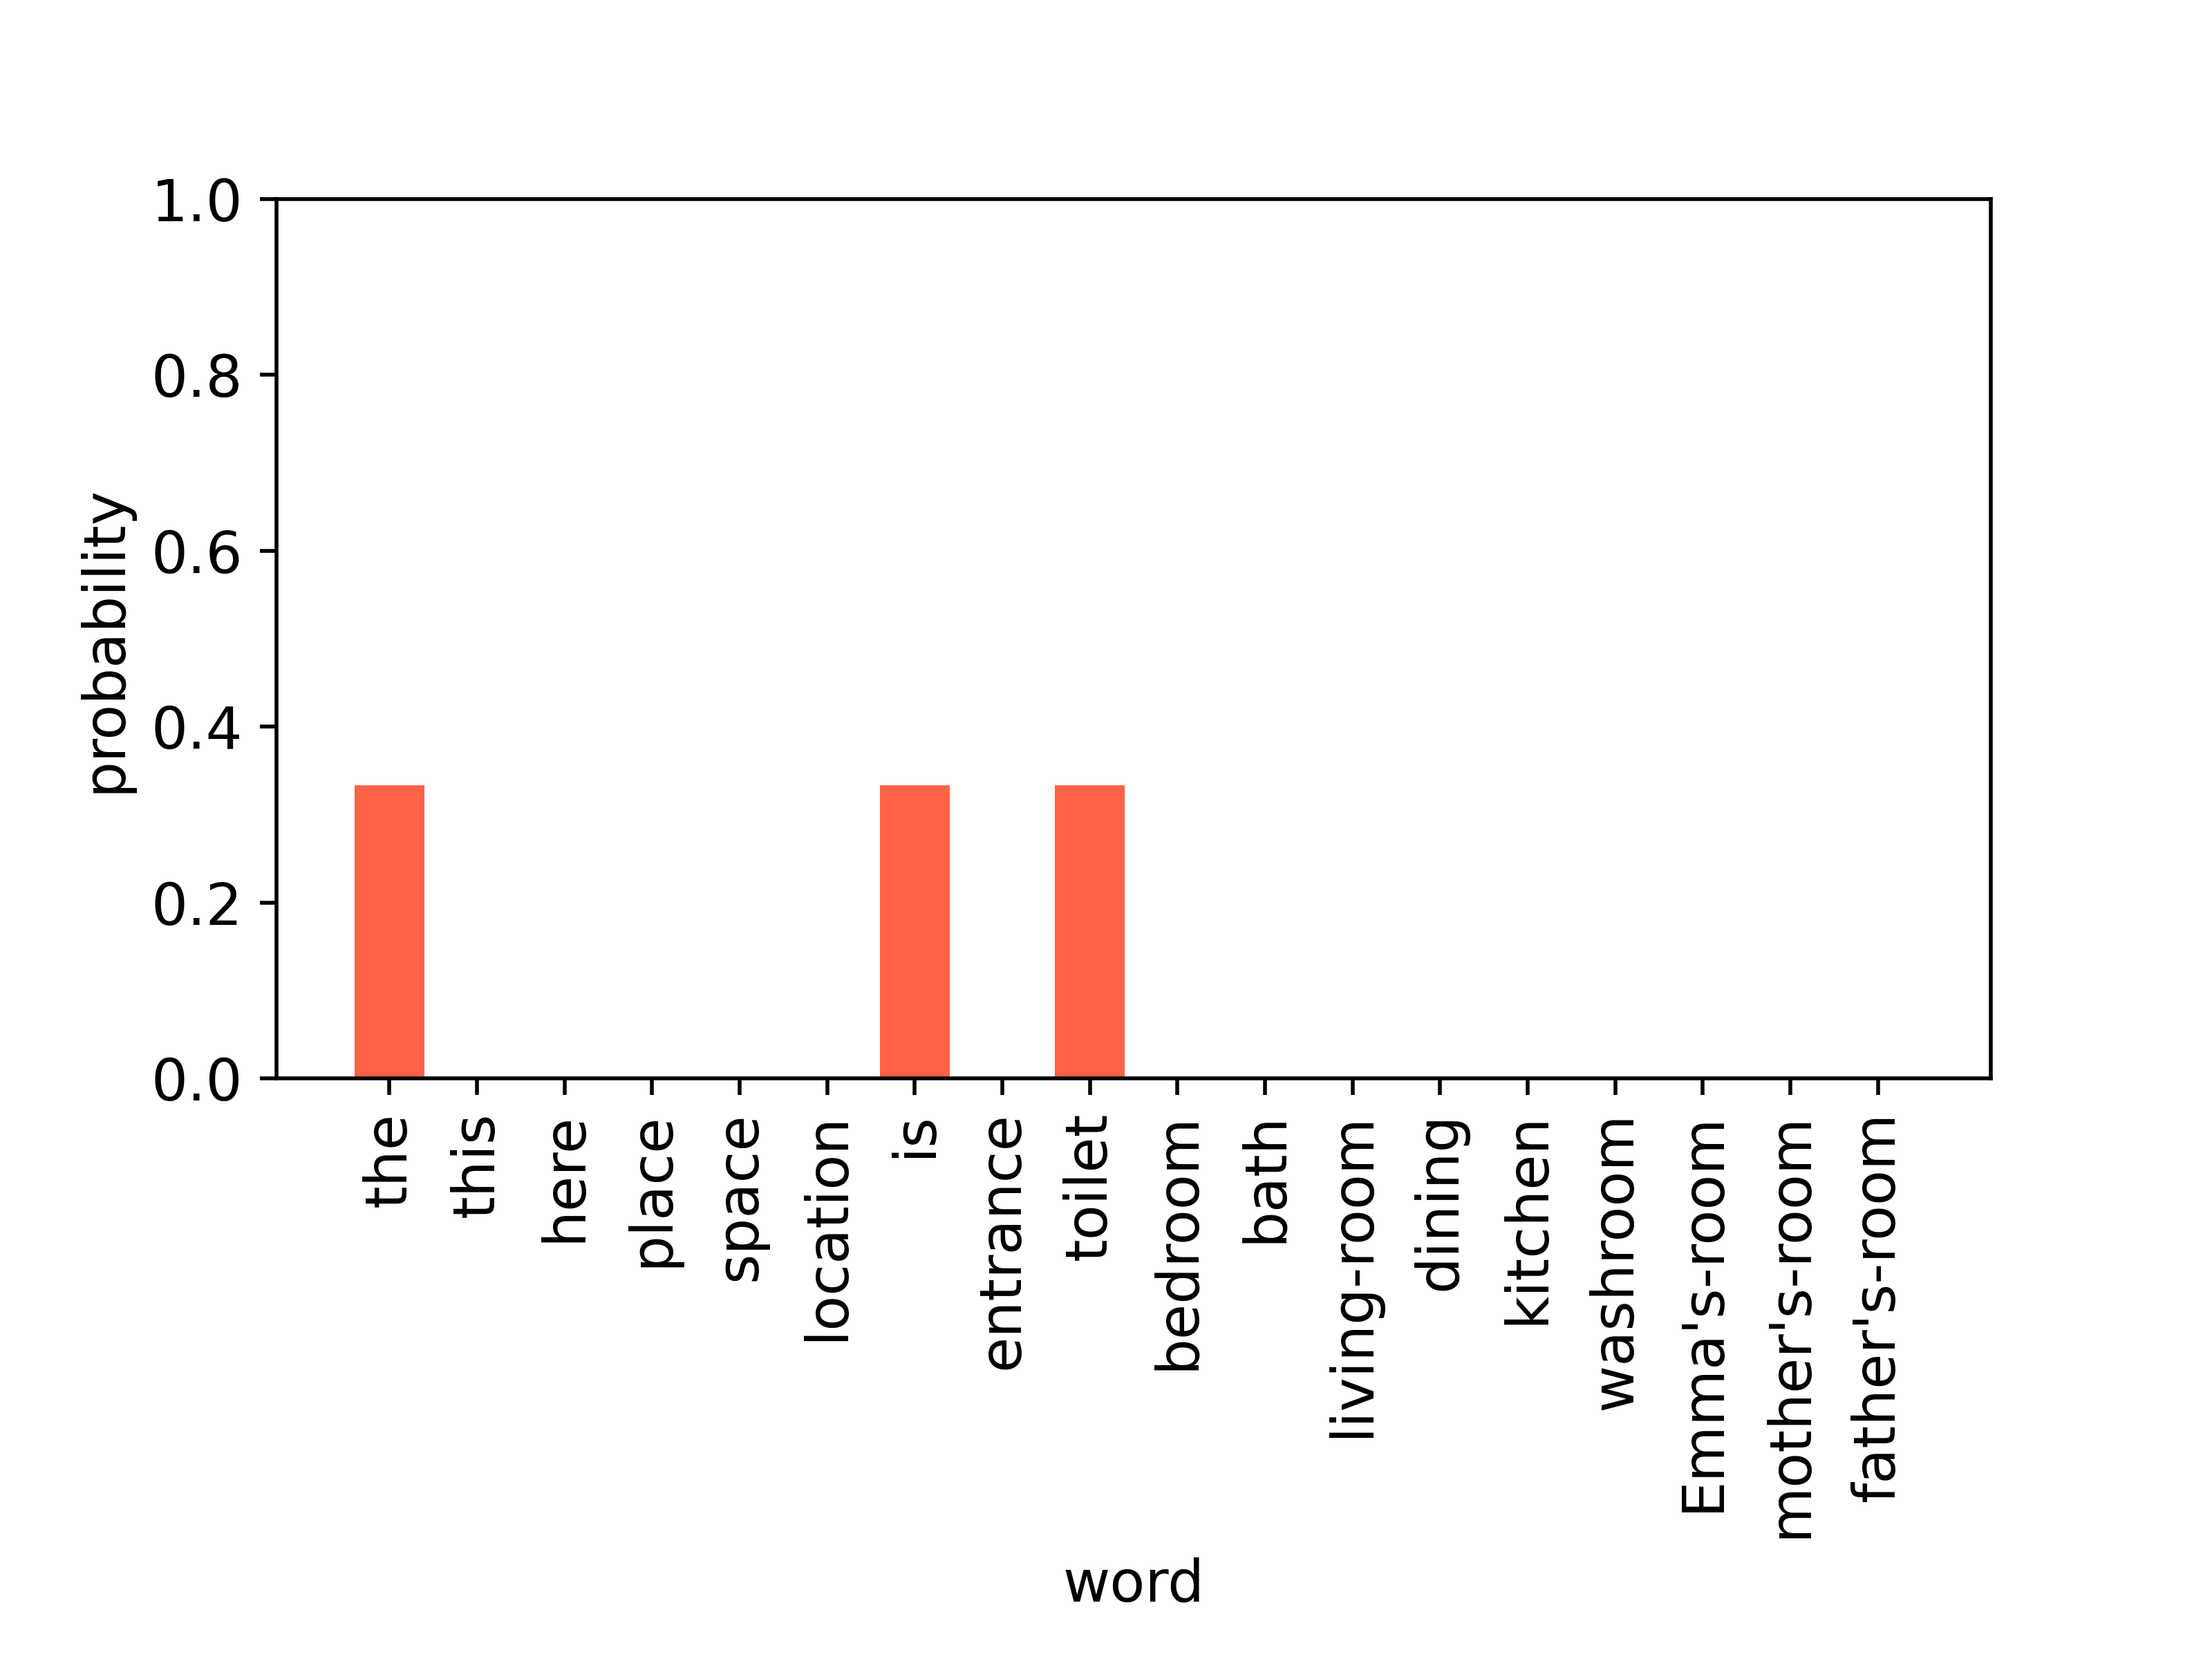 1.0
0.8
0.6
0.4
0.2
0.0
probability
the
this
here
place
space
location
is
entrance
toilet
bedroom
bath
living-room
dining
kitchen
washroom
Emma's-room
mother's-room
father's-room
word